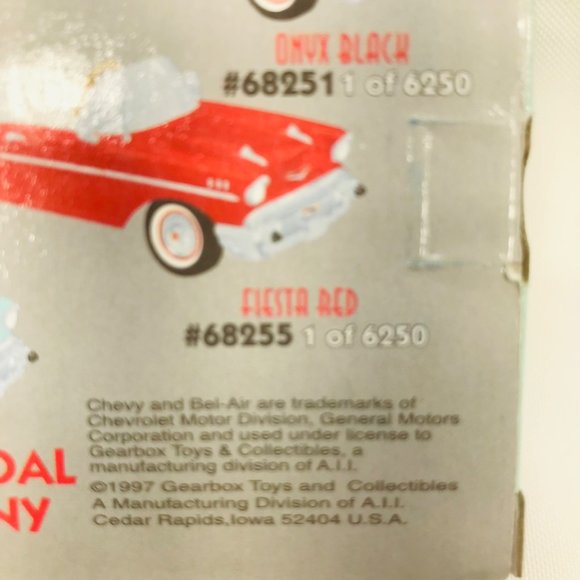 ONYX BLACK
#68251 1 of 6250
FIESTA RED
#68255 1 of 6250
Chevy and Bel-Air are trademarks of
Chevrolet Motor Division, General Motors
Corporation and used under license to
Gearbox Toys & Collectibles, a
manufacturing division of A.I.I.
©1997 Gearbox Toys and Collectibles
A Manufacturing Division of A.I.I.
Cedar Rapids,Iowa 52404 U.S.A.
DAL
NY